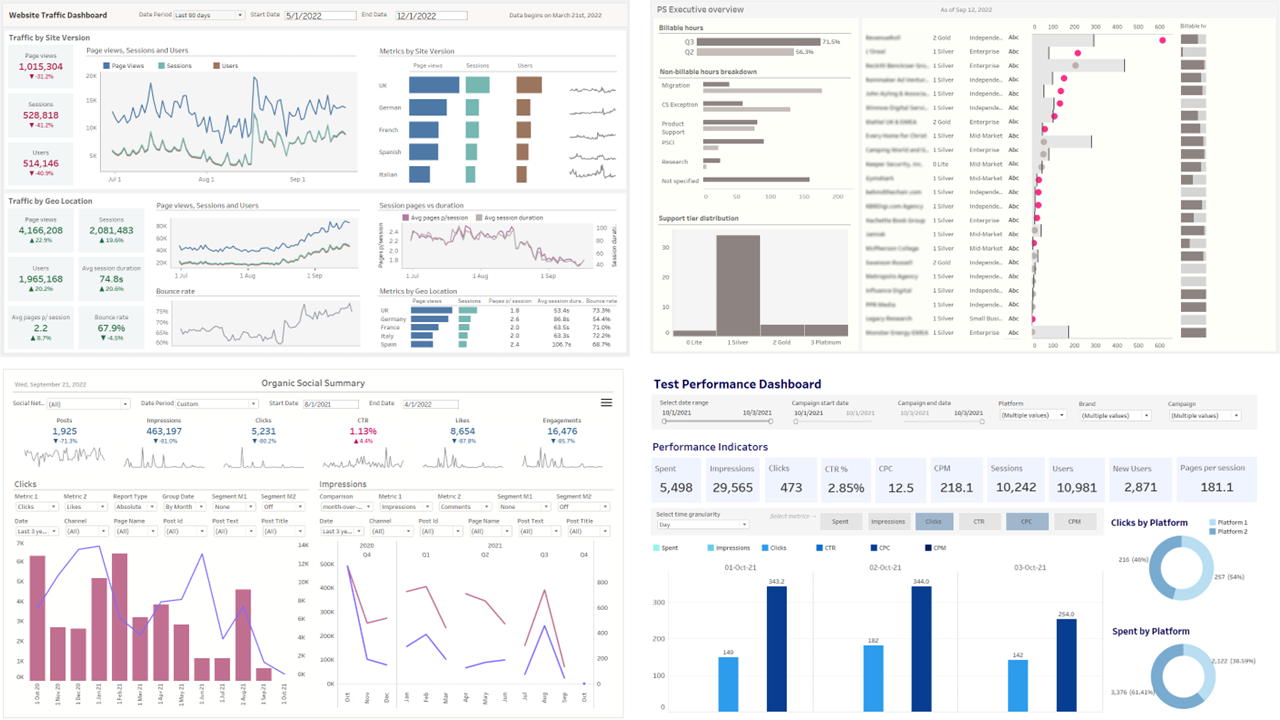 Website Traffic Dashboard
Date Period Last 90 days Start Date 5/1/2022 End Date 12/1/2022 Data begins on March 21st, 2022
Traffic by Site Version
Page views
1,015,304
▼-31.2%
Sessions
528,818
▼-41.2%
Users
514,146
▼-40.9%
Page views, Sessions and Users
Page Views Sessions Users
20K
15K
10K
5K
Jul 1 Aug 1 Sep 1
Metrics by Site Version
Page views Sessions Users
UK
German
French
Spanish
Italian
Traffic by Geo Location
Page views
4,166,208
▲22.9%
Sessions
2,081,483
▲19.6%
Users
1,965,168
▲20.2%
Avg session duration
74.8s
▲20.6%
Avg pages p/ session
2.2
▲8.7%
Bounce rate
67.9%
▼-4.5%
Page views, Sessions and Users
80K
60K
40K
20K
1 Jul 1 Aug 1 Sep
Bounce rate
75%
70%
65%
60%
Session pages vs duration
Avg pages p/session Avg session duration
Pages p/session
2.4
2.2
2.0
1.8
100
80
60
40
Session durati..
1 Jul 1 Aug 1 Sep
Metrics by Geo Location
Page views Sessions Pages p/ session Avg session dura.. Bounce rate
UK 1.8 53.4s 73.3%
Germany 2.6 86.8s 54.4%
France 2.0 63.5s 71.0%
Italy 2.0 63.3s 72.2%
Spain 2.4 106.7s 68.7%
PS Executive overview
As of Sep 12, 2022
Billable hours
Q3 71.5%
Q2 56.3%
Non-billable hours breakdown
Migration
CS Exception
Product
Support
PSCI
Research
Not specified
0 50 100 150 200
Support tier distribution
30
20
10
0
0 Lite 1 Silver 2 Gold 3 Platinum
0 100 200 300 400 500 600
Billable hr
2 Gold Independe.. Abc
1 Silver Enterprise Abc
1 Silver Enterprise Abc
1 Silver Independe.. Abc
1 Silver Independe.. Abc
1 Silver Independe.. Abc
2 Gold Enterprise Abc
1 Silver Mid-Market Abc
1 Silver Enterprise Abc
0 Lite Mid-Market Abc
1 Silver Mid-Market Abc
1 Silver Independe.. Abc
1 Silver Independe.. Abc
1 Silver Enterprise Abc
1 Silver Mid-Market Abc
1 Silver Mid-Market Abc
2 Gold Independe.. Abc
1 Silver Independe.. Abc
1 Silver Independe.. Abc
1 Silver Independe.. Abc
1 Silver Small Busi.. Abc
1 Silver Enterprise Abc
0 100 200 300 400 500 600
Wed, September 21, 2022
Organic Social Summary
Social Net... (All) Date Period Custom Start Date 8/1/2021 End Date 4/1/2022
Posts
1,925
▼-71.3%
Impressions
463,197
▼-81.0%
Clicks
5,231
▼-80.2%
CTR
1.13%
▲4.4%
Likes
8,654
▼-87.8%
Engagements
16,476
▼-85.7%
Clicks
Metric 1 Metric 2 Report Type Group Date Segment M1 Segment M2
Clicks Likes Absolute By Month None Off
Date Channel Page Name Post Id Post Text Post Title
Last 3 ye... (All) (All) (All) (All) (All)
7K
6K
5K
4K
3K
2K
1K
0K
14K
12K
10K
8K
6K
4K
2K
0K
1 Oct 20
1 Nov 20
1 Dec 20
1 Jan 21
1 Feb 21
1 Mar 21
1 Apr 21
1 May 21
1 Jun 21
1 Jul 21
1 Aug 21
1 Sep 21
1 Oct 21
Impressions
Comparison Metric 1 Metric 2 Segment M1 Segment M2
month-over-... Impressions Comments None Off
Date Channel Post Id Page Name Post Text Post Title
Last 3 ye... (All) (All) (All) (All) (All)
2020 2021
Q4 Q1 Q2 Q3 Q4
500K
400K
300K
200K
100K
0K
800
600
400
200
0
Oct
Nov
Dec
Jan
Feb
Mar
Apr
May
Jun
Jul
Aug
Sep
Oct
Test Performance Dashboard
Select date range
10/1/2021 10/3/2021
Campaign start date
10/1/2021 10/1/2021
Campaign end date
10/3/2021 10/3/2021
Platform
(Multiple values)
Brand
(Multiple values)
Campaign
(Multiple values)
Performance Indicators
Spent
5,498
Impressions
29,565
Clicks
473
CTR %
2.85%
CPC
12.5
CPM
218.1
Sessions
10,242
Users
10,981
New Users
2,871
Pages per session
181.1
Select time granularity
Day
Select metrics→
Spent Impressions Clicks CTR CPC CPM
Spent Impressions Clicks CTR CPC CPM
01-Oct-21 02-Oct-21 03-Oct-21
300
200
100
0
149
343.2
182
344.0
142
254.0
Clicks by Platform
Platform 1
Platform 2
216 (46%)
257 (54%)
Spent by Platform
2,122 (38.59%)
3,376 (61.41%)